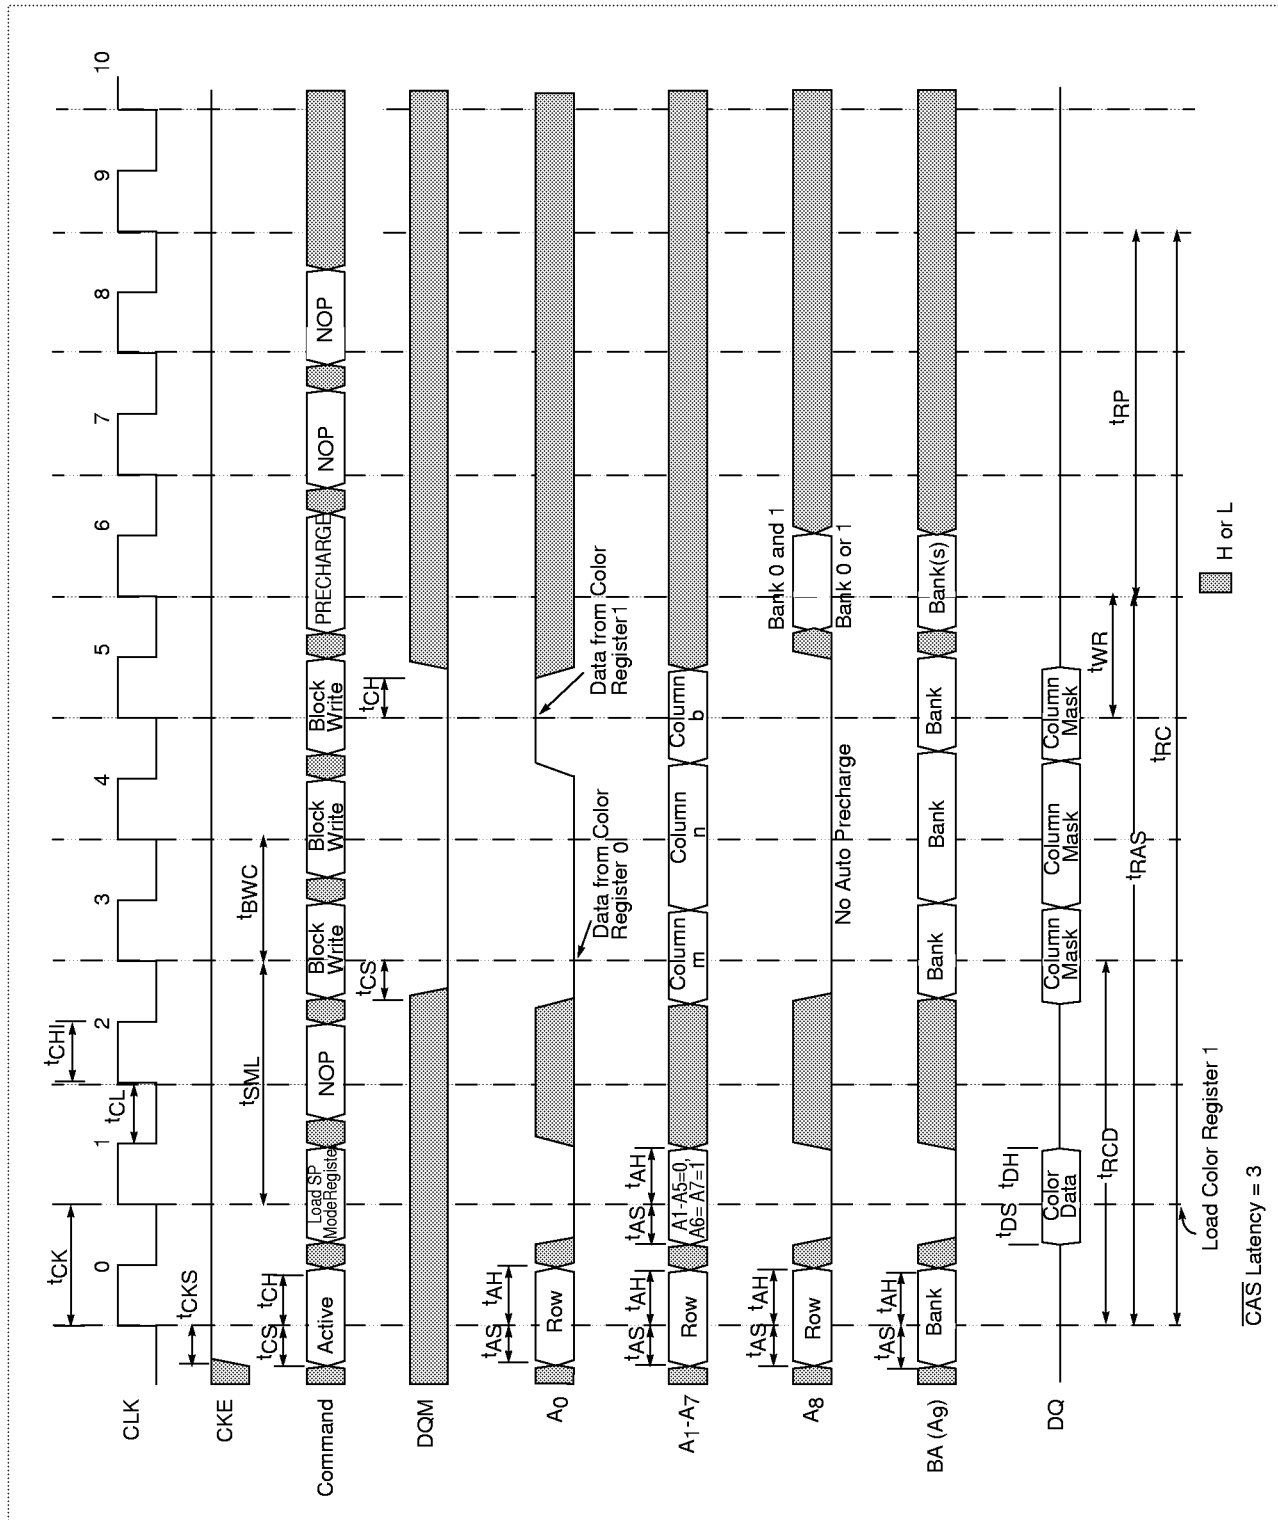 0 1 2 3 4 5 6 7 8 9 10
CLK
tCK tCL tCHI
CKE
tCKS
tSML tBWC
Command
tCS tCH
Active
Load SP
ModeRegister
NOP
Block
Write
Block
Write
Block
Write
PRECHARGE
NOP
NOP
DQM
tCS tCH
A0
tAS tAH
Row
Data from Color
Register 0
Data from Color
Register1
A1-A7
tAS tAH tAS tAH
Row
A1-A5=0,
A6= A7=1
Column
m
Column
n
Column
b
A8
tAS tAH
Row
No Auto Precharge
Bank 0 and 1
Bank 0 or 1
BA (A9)
tAS tAH
Bank
Bank
Bank
Bank
Bank(s)
DQ
tDS tDH
Color
Data
Column
Mask
Column
Mask
Column
Mask
tRCD
tWR
tRAS
tRP
tRC
Load Color Register 1
H or L
CAS Latency = 3